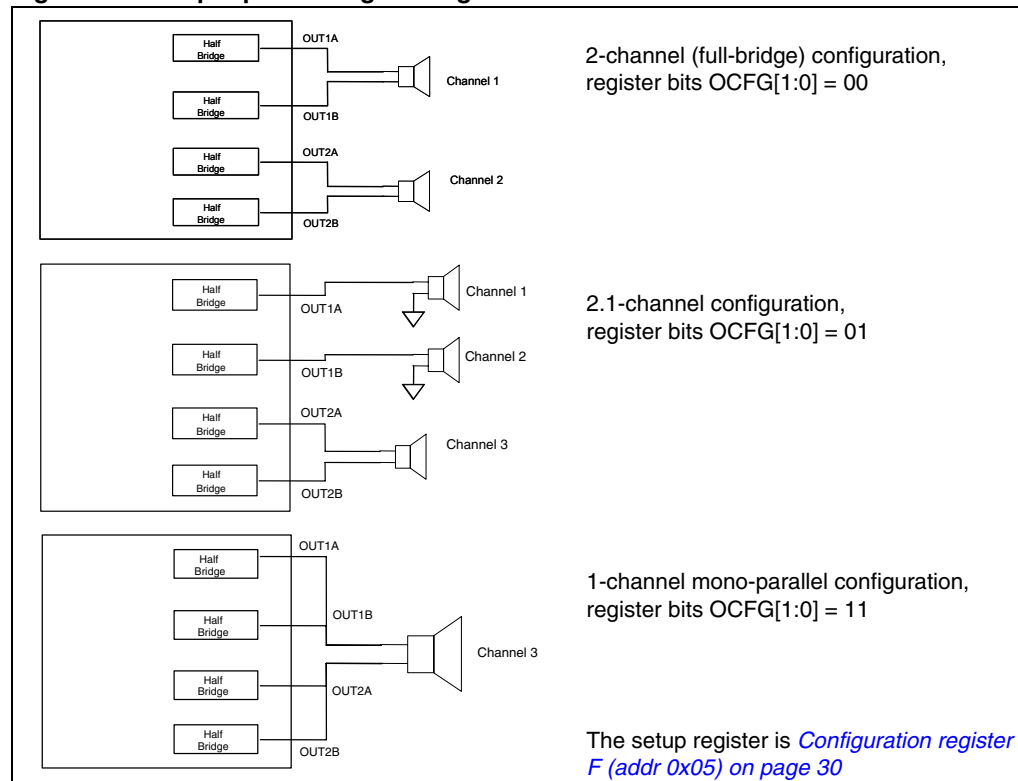 Half
Bridge
OUT1A
Half
Bridge
OUT1B
Channel 1
Half
Bridge
OUT2A
Half
Bridge
OUT2B
Channel 2
2-channel (full-bridge) configuration,
register bits OCFG[1:0] = 00
Half
Bridge
OUT1A
Channel 1
Half
Bridge
OUT1B
Channel 2
Half
Bridge
OUT2A
Half
Bridge
OUT2B
Channel 3
2.1-channel configuration,
register bits OCFG[1:0] = 01
Half
Bridge
OUT1A
Half
Bridge
OUT1B
Half
Bridge
OUT2A
Half
Bridge
OUT2B
Channel 3
1-channel mono-parallel configuration,
register bits OCFG[1:0] = 11
The setup register is Configuration register
F (addr 0x05) on page 30